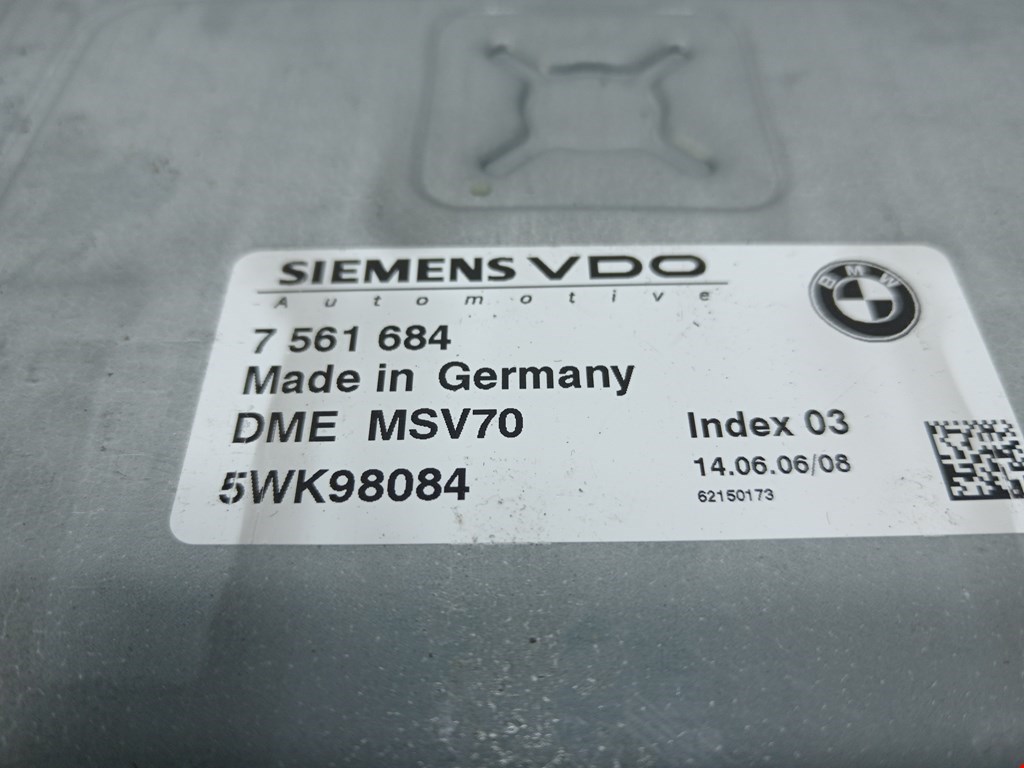 SIEMENS VDO
Automotive
BMW
7 561 684
Made in Germany
DME MSV70
Index 03
5WK98084
14.06.06/08
62150173